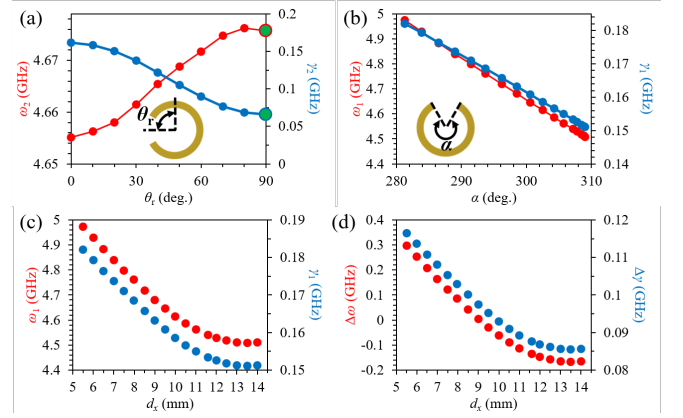 (a)
ω2 (GHz)
4.67
4.66
4.65
0.2
0.15
0.1
0.05
0
γ2 (GHz)
θr
0 30 60 90
θr (deg.)
(b)
ω1 (GHz)
5
4.9
4.8
4.7
4.6
4.5
4.4
0.18
0.17
0.16
0.15
0.14
γ1 (GHz)
α
280 290 300 310
α (deg.)
(c)
ω1 (GHz)
5
4.9
4.8
4.7
4.6
4.5
4.4
0.19
0.18
0.17
0.16
0.15
γ1 (GHz)
5 6 7 8 9 10 11 12 13 14
dx (mm)
(d)
Δω (GHz)
0.4
0.3
0.2
0.1
0
-0.1
-0.2
0.12
0.11
0.10
0.09
0.08
Δγ (GHz)
5 6 7 8 9 10 11 12 13 14
dx (mm)